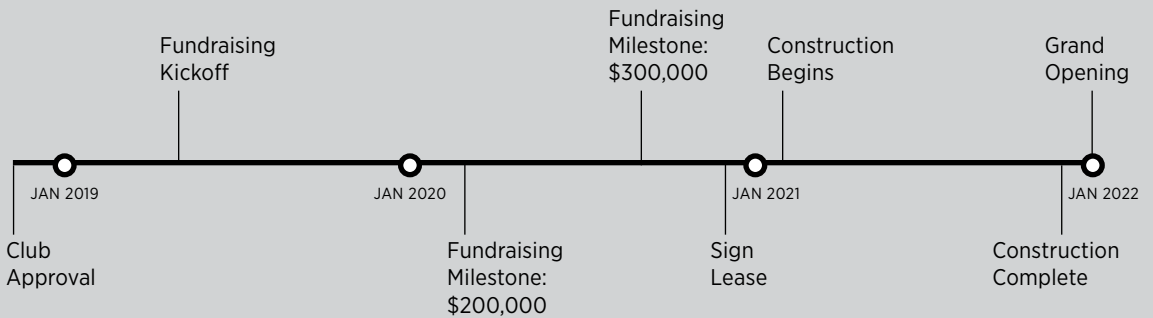 Fundraising
Kickoff
Fundraising
Milestone:
$300,000
Construction
Begins
Grand
Opening
JAN 2019
JAN 2020
JAN 2021
JAN 2022
Club
Approval
Fundraising
Milestone:
$200,000
Sign
Lease
Construction
Complete